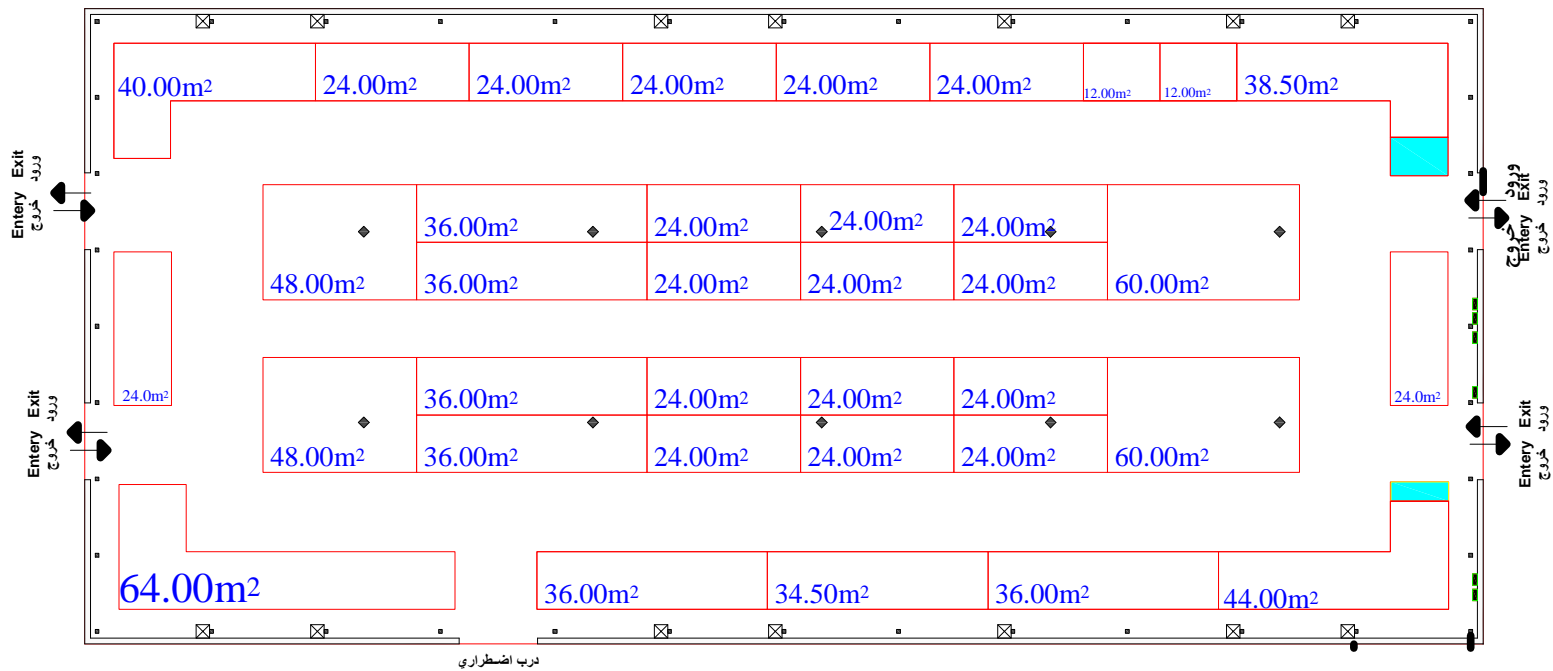 40.00m²
24.00m²
24.00m²
24.00m²
24.00m²
24.00m²
12.00m²
12.00m²
38.50m²
Exit ورود
Entery خروج
36.00m²
24.00m²
24.00m²
24.00m²
48.00m²
36.00m²
24.00m²
24.00m²
24.00m²
60.00m²
ورود
خروج
Exit ورود
Entery خروج
24.0m²
36.00m²
24.00m²
24.00m²
24.00m²
24.0m²
Exit ورود
Entery خروج
48.00m²
36.00m²
24.00m²
24.00m²
24.00m²
60.00m²
Exit ورود
Entery خروج
64.00m²
36.00m²
34.50m²
36.00m²
44.00m²
درب اضطراري